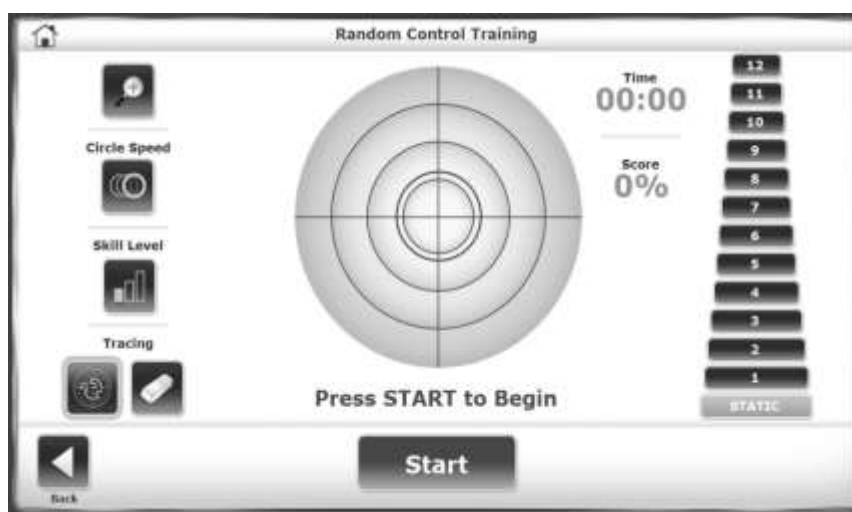 Random Control Training
Circle Speed
Skill Level
Tracing
Time
00:00
Score
0%
12
11
10
9
8
7
6
5
4
3
2
1
STATIC
Press START to Begin
Start
Back